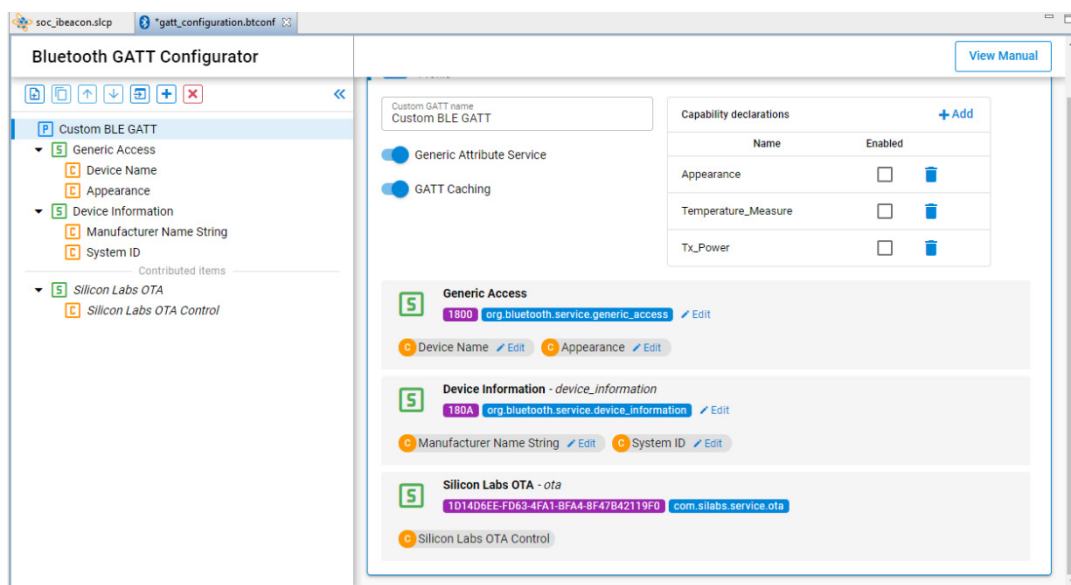 soc_ibeacon.slcp
*gatt_configuration.btconf
Bluetooth GATT Configurator
View Manual
Custom BLE GATT
Generic Access
Device Name
Appearance
Device Information
Manufacturer Name String
System ID
Contributed items
Silicon Labs OTA
Silicon Labs OTA Control
Custom GATT name
Custom BLE GATT
Generic Attribute Service
GATT Caching
Capability declarations
Add
Name Enabled
Appearance
Temperature_Measure
Tx_Power
Generic Access
1800 org.bluetooth.service.generic_access Edit
C Device Name Edit C Appearance Edit
Device Information - device_information
180A org.bluetooth.service.device_information Edit
C Manufacturer Name String Edit C System ID Edit
Silicon Labs OTA - ota
1D14D6EE-FD63-4FA1-BFA4-8F47B42119F0 com.silabs.service.ota
C Silicon Labs OTA Control